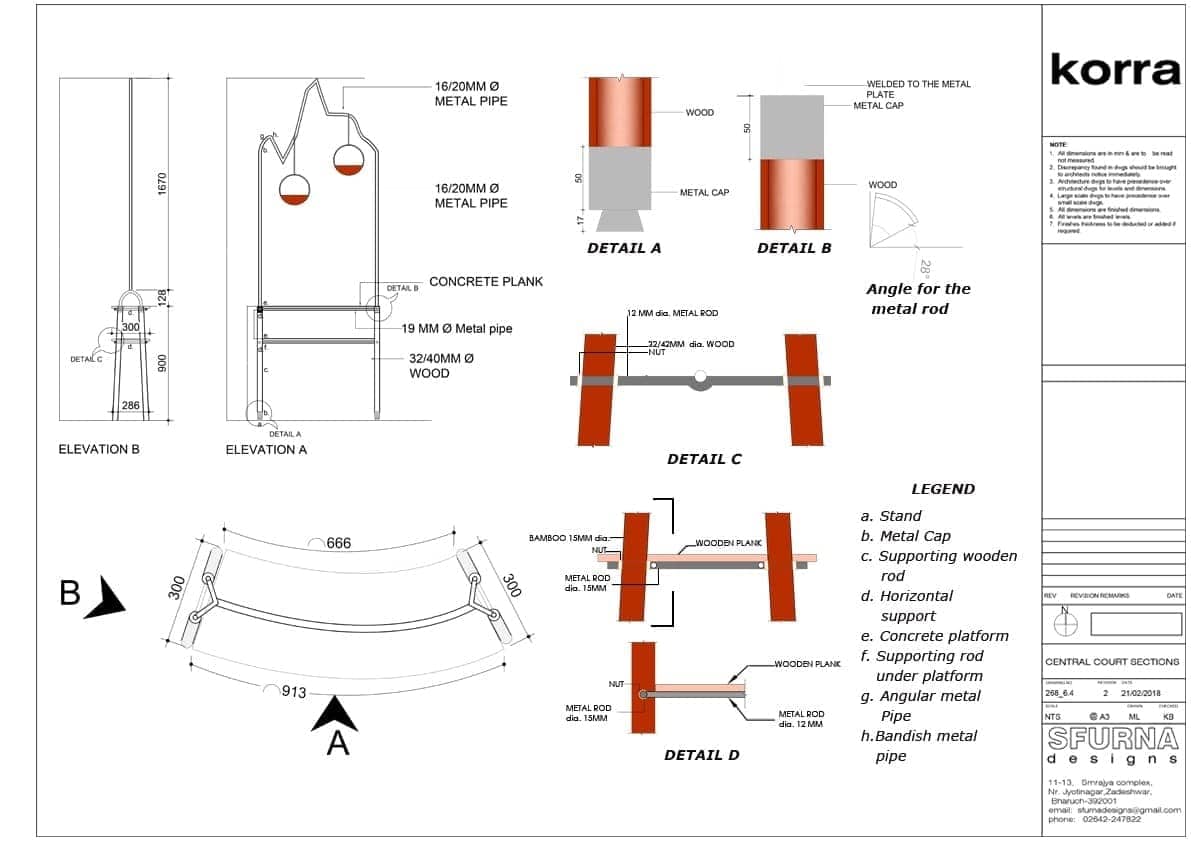 16/20MM Ø
METAL PIPE
g.
h.
b.
1670
16/20MM Ø
METAL PIPE
CONCRETE PLANK
DETAIL B
128
e.
d.
300
19 MM Ø Metal pipe
d.
e.
d.
f.
DETAIL C
32/40MM Ø
WOOD
900
c.
286
b.
a.
DETAIL A
ELEVATION B
ELEVATION A
WOOD
50
METAL CAP
17
DETAIL A
WELDED TO THE METAL
PLATE
METAL CAP
50
WOOD
DETAIL B
28°
Angle for the
metal rod
12 MM dia. METAL ROD
32/42MM dia. WOOD
NUT
DETAIL C
666
300
300
B
913
A
BAMBOO 15MM dia.
NUT
WOODEN PLANK
METAL ROD
dia. 15MM
WOODEN PLANK
NUT
METAL ROD
dia. 15MM
METAL ROD
dia. 12 MM
DETAIL D
LEGEND
a. Stand
b. Metal Cap
c. Supporting wooden
rod
d. Horizontal
support
e. Concrete platform
f. Supporting rod
under platform
g. Angular metal
Pipe
h.Bandish metal
pipe
korra
NOTE:
1. All dimensions are in mm & are to be read
not measured.
2. Discrepancy found in dwgs should be brought
to architects notice immediately.
3. Architecture dwgs to have precedence over
structural dwgs for levels and dimensions.
4. Large scale dwgs to have precedence over
small scale dwgs.
5. All dimensions are finished dimensions.
6. All levels are finished levels.
7. Finishes thickness to be deducted or added if
required.
REV REVISION REMARKS DATE
N
CENTRAL COURT SECTIONS
DRAWING NO REVISION DATE
268_6.4 2 21/02/2018
SCALE DRAWN CHECKED
NTS @ A3 ML KB
SFURNA
designs
11-13, Smrajya complex,
Nr. Jyotinagar,Zadeshwar,
Bharuch-392001
email: sfurnadesigns@gmail.com
phone: 02642-247822